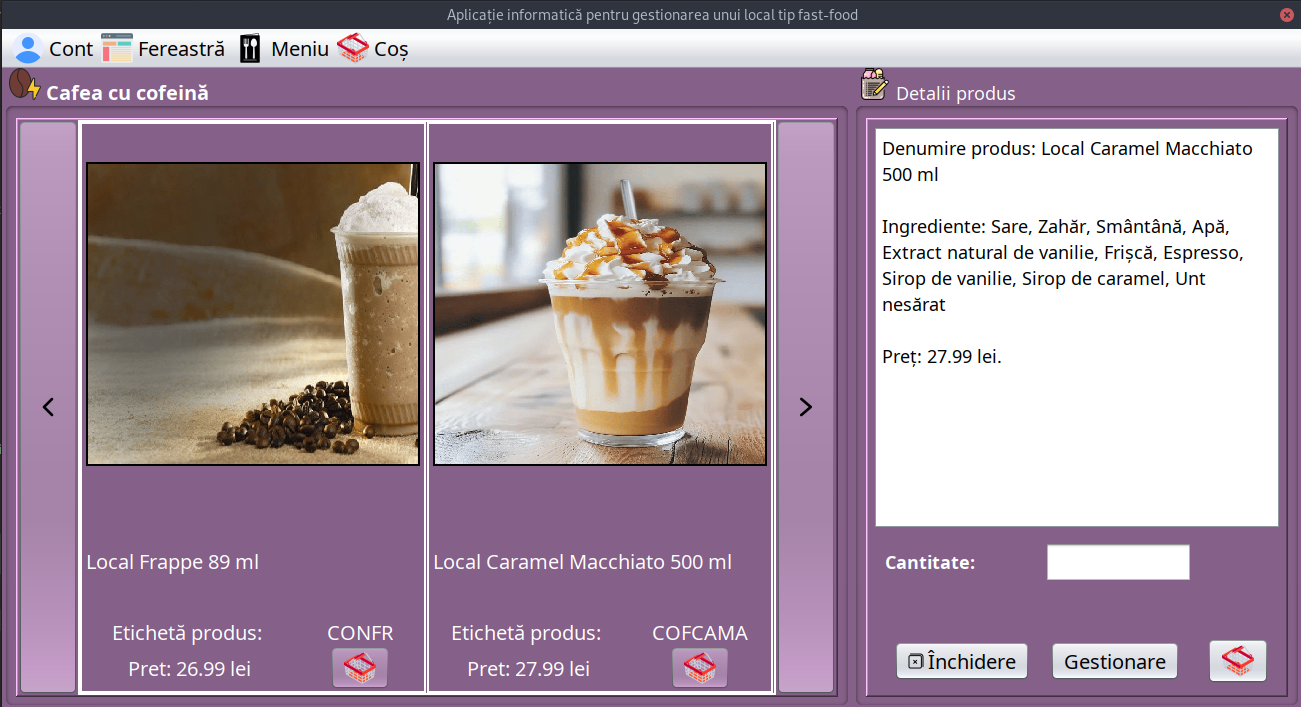 Aplicație informatică pentru gestionarea unui local tip fast-food
Cont Fereastră Meniu Coș
Cafea cu cofeină
Local Frappe 89 ml
Etichetă produs: CONFR
Pret: 26.99 lei
Local Caramel Macchiato 500 ml
Etichetă produs: COFCAMA
Pret: 27.99 lei
Detalii produs
Denumire produs: Local Caramel Macchiato
500 ml
Ingrediente: Sare, Zahăr, Smântână, Apă,
Extract natural de vanilie, Frișcă, Espresso,
Sirop de vanilie, Sirop de caramel, Unt
nesărat
Preț: 27.99 lei.
Cantitate:
Închidere Gestionare